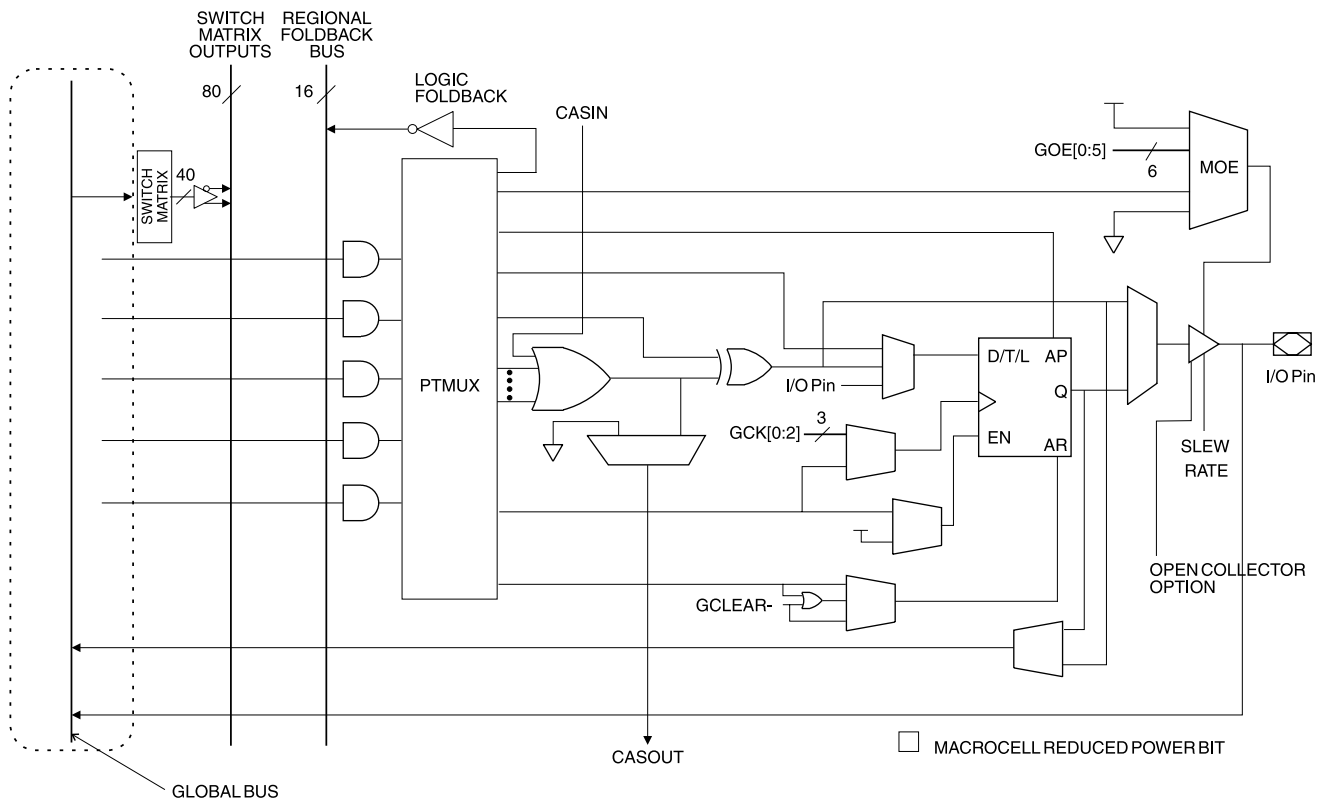 SWITCH
MATRIX
OUTPUTS
REGIONAL
FOLDBACK
BUS
80
16
LOGIC
FOLDBACK
CASIN
GOE[0:5]
6
MOE
SWITCH
MATRIX
40
PTMUX
I/O Pin
D/T/L
AP
Q
EN
AR
I/O Pin
GCK[0:2]
3
SLEW
RATE
OPEN COLLECTOR
OPTION
GCLEAR-
CASOUT
MACROCELL REDUCED POWER BIT
GLOBAL BUS